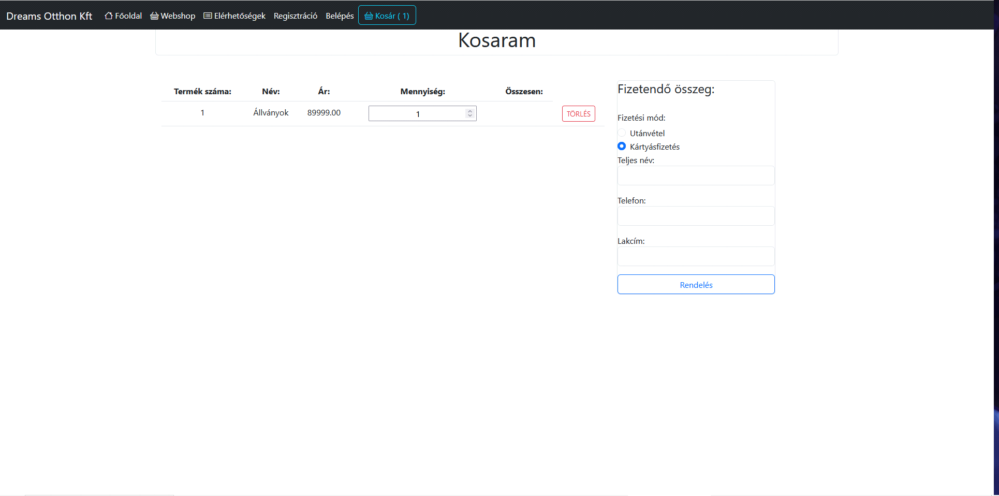 Dreams Otthon Kft Főoldal Webshop Elérhetőségek Regisztráció Belépés Kosár ( 1)
Kosaram
Termék száma: Név: Ár: Mennyiség: Összesen:
1 Állványok 89999.00 1 TÖRLÉS
Fizetendő összeg:
Fizetési mód:
Utánvétel
Kártyásfizetés
Teljes név:
Telefon:
Lakcím:
Rendelés